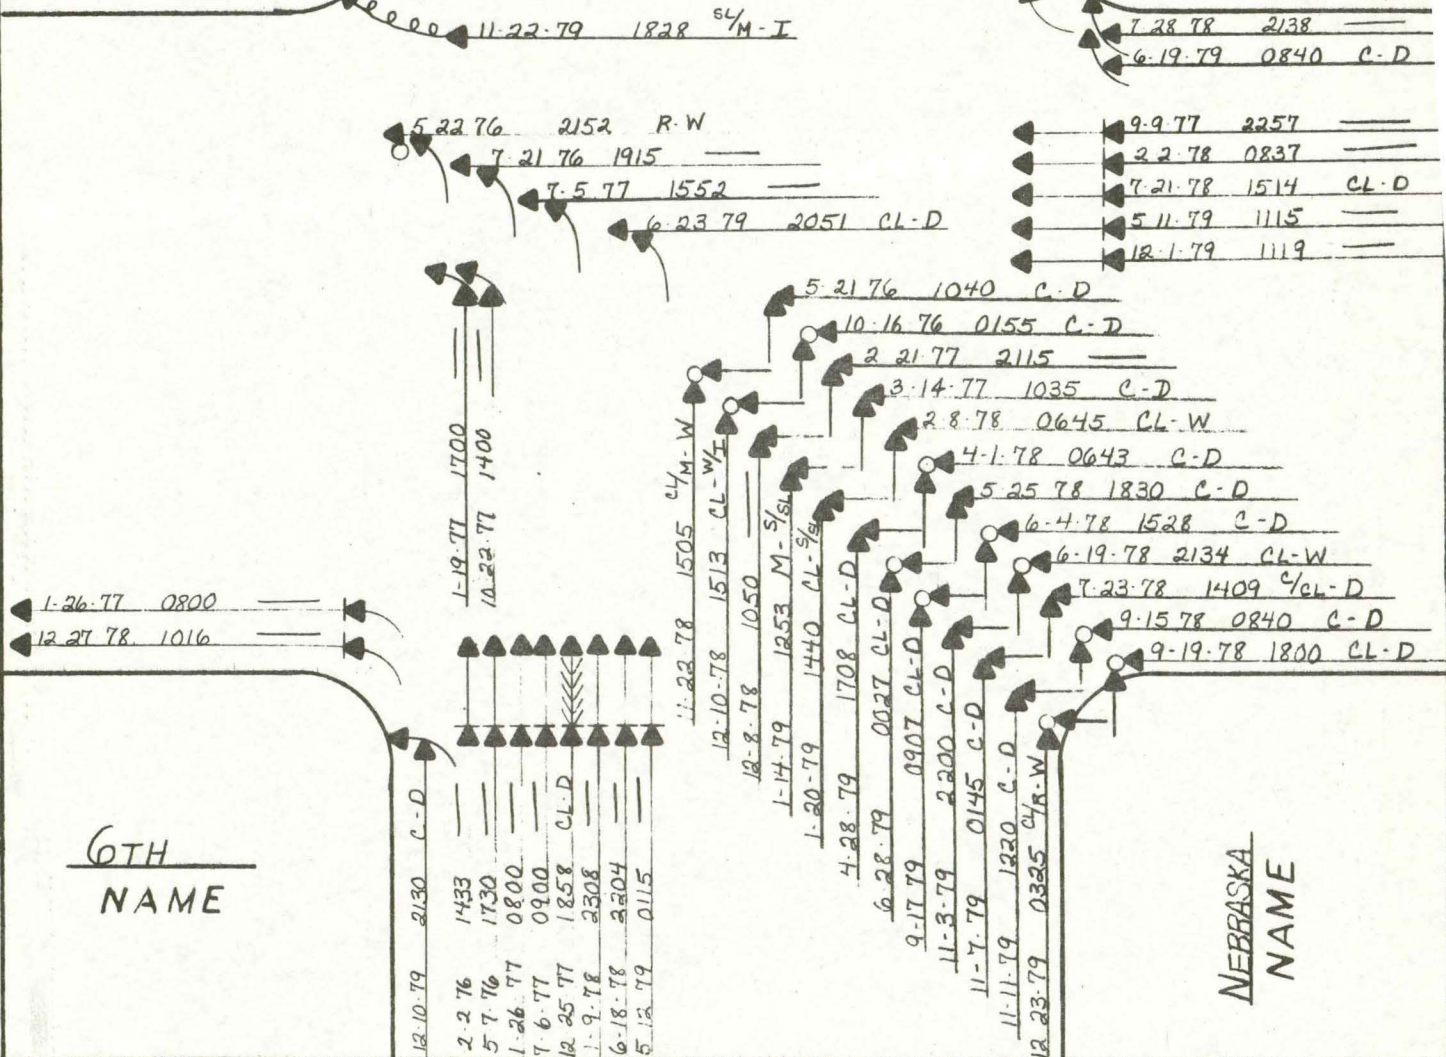 11-22-79 1828 SL/M-I
7-28 78 2138
6-19-79 0840 C-D
5 22 76 2152 R-W
7-21 76 1915
7-5-77 1552
6-23 79 2051 CL-D
9-9-77 2257
2 2-78 0837
7-21-78 1514 CL-D
5 11-79 1115
12-1-79 1119
5-21 76 1040 C-D
10-16 76 0155 C-D
2 21-77 2115
3-14-77 1035 C-D
2-8-78 0645 CL-W
4-1-78 0643 C-D
5-25 78 1830 C-D
6-4-78 1528 C-D
6-19-78 2134 CL-W
7-23-78 1409 C/CL-D
9-15 78 0840 C-D
9-19-78 1800 CL-D
1-19-77 1700
10-22-77 1400
1-26-77 0800
12-27 78 1016
11-22-78 1505 CL/M-W
12-10-78 1513 CL-W/I
12-8-78 1050
1-14-79 1253 M-S/SL
1-20-79 1440 CL-S/SL
4-28-79 1708 CL-D
6-28-79 0027 CL-D
9-17 79 0907 CL-D
11-3-79 2200 C-D
11-7-79 0145 C-D
11-11-79 1220 C-D
12 23-79 0325 CL/R-W
12-10-79 2130 C-D
2-2-76 1433
5-7-76 1730
1-26-77 0800
7-6-77 0900
12-25-77 1858 CL-D
1-9-78 2308
6-18-78 2204
5-12 79 0115
6TH
NAME
NEBRASKA
NAME